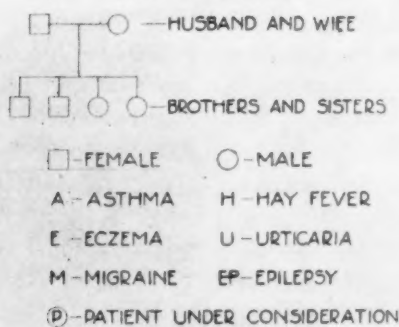 HUSBAND AND WIFE
BROTHERS AND SISTERS
-FEMALE -MALE
A -ASTHMA H -HAY FEVER
E -ECZEMA U -URTICARIA
M -MIGRAINE EP-EPILEPSY
P -PATIENT UNDER CONSIDERATION